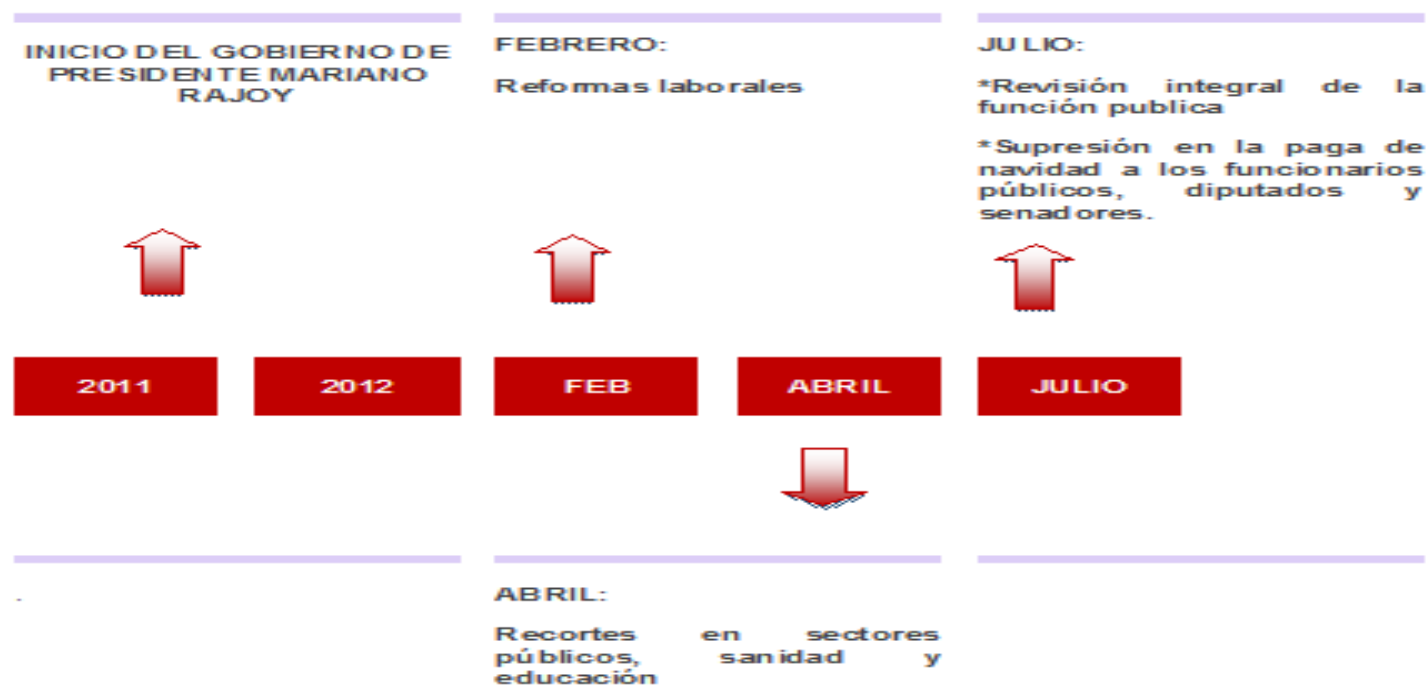 INICIO DEL GOBIERNO DE
PRESIDENTE MARIANO
RAJOY
FEBRERO:
Reformas laborales
JULIO:
*Revisión integral de la
función publica
*Supresión en la paga de
navidad a los funcionarios
públicos, diputados y
senadores.
2011
2012
FEB
ABRIL
JULIO
.
ABRIL:
Recortes en sectores
públicos, sanidad y
educación